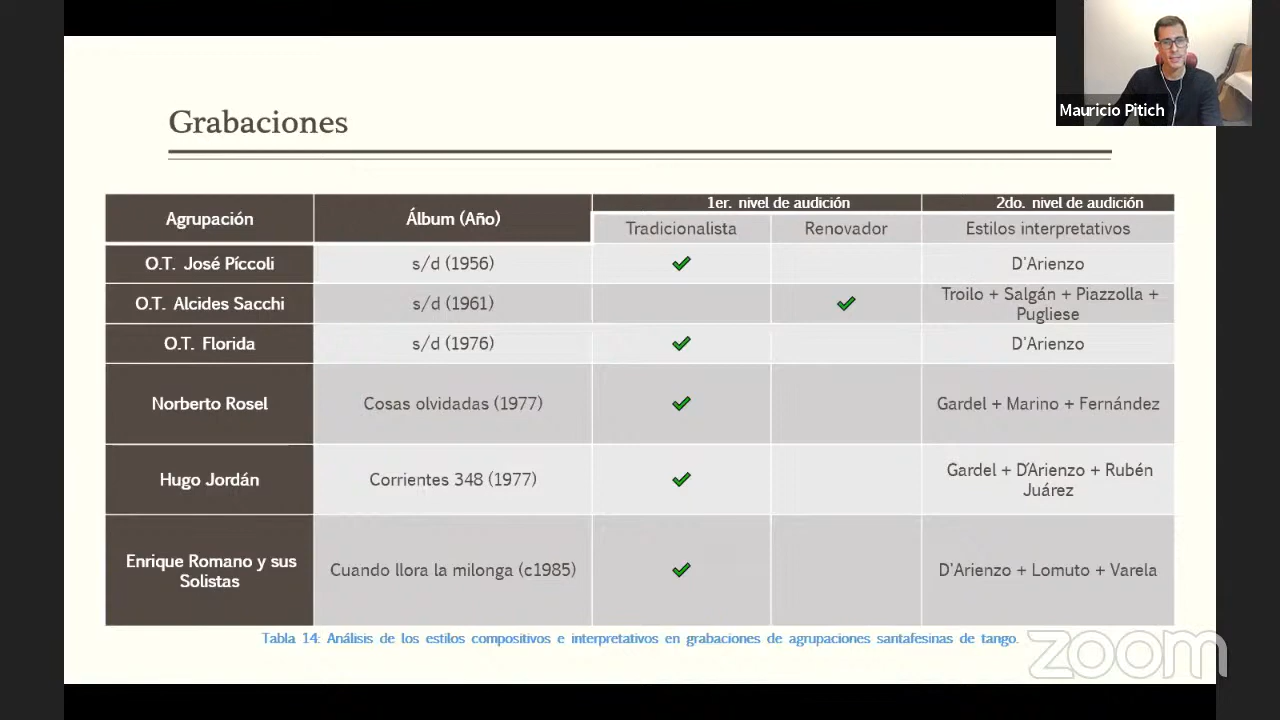 Mauricio Pitich
Grabaciones
Agrupación
Álbum (Año)
1er. nivel de audición
2do. nivel de audición
Tradicionalista
Renovador
Estilos interpretativos
O.T. José Píccoli
s/d (1956)
D'Arienzo
O.T. Alcides Sacchi
s/d (1961)
Troilo + Salgán + Piazzolla +
Pugliese
O.T. Florida
s/d (1976)
D'Arienzo
Norberto Rosel
Cosas olvidadas (1977)
Gardel + Marino + Fernández
Hugo Jordán
Corrientes 348 (1977)
Gardel + D´Arienzo + Rubén
Juárez
Enrique Romano y sus
Solistas
Cuando llora la milonga (c1985)
D'Arienzo + Lomuto + Varela
Tabla 14: Análisis de los estilos compositivos e interpretativos en grabaciones de agrupaciones santafesinas de tango.
zoom